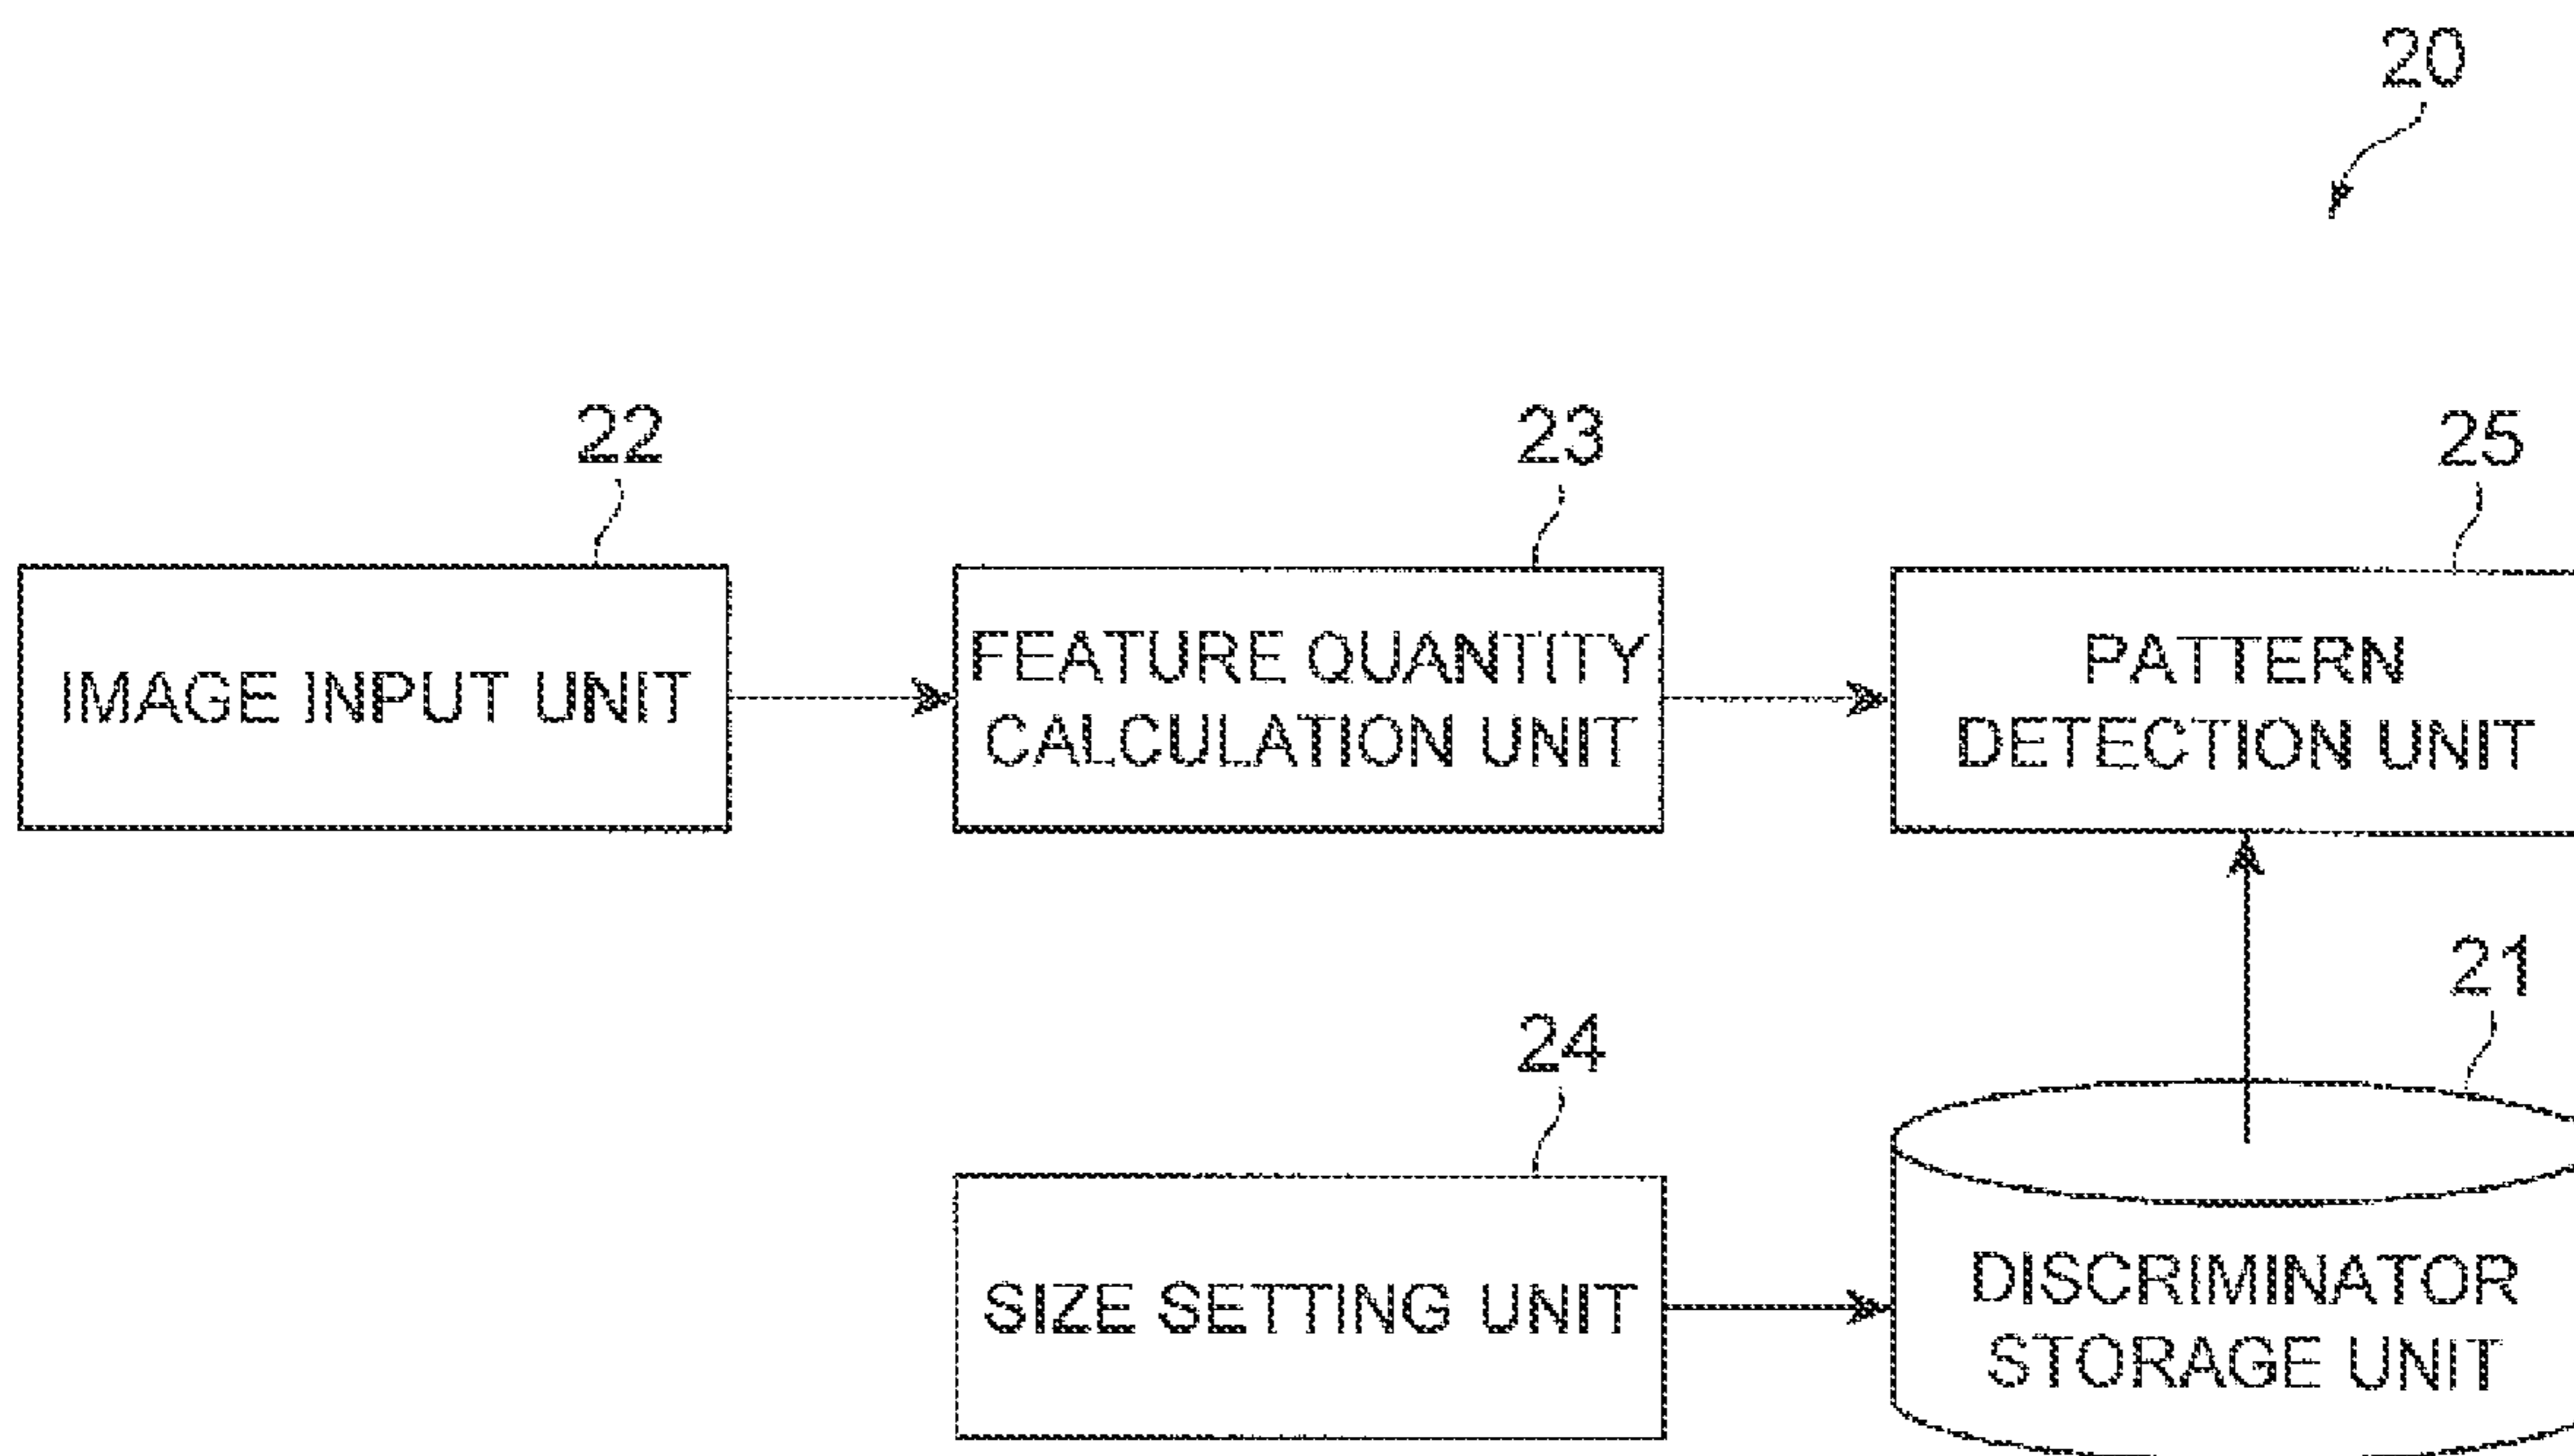 20
22
IMAGE INPUT UNIT
23
FEATURE QUANTITY
CALCULATION UNIT
25
PATTERN
DETECTION UNIT
24
SIZE SETTING UNIT
21
DISCRIMINATOR
STORAGE UNIT